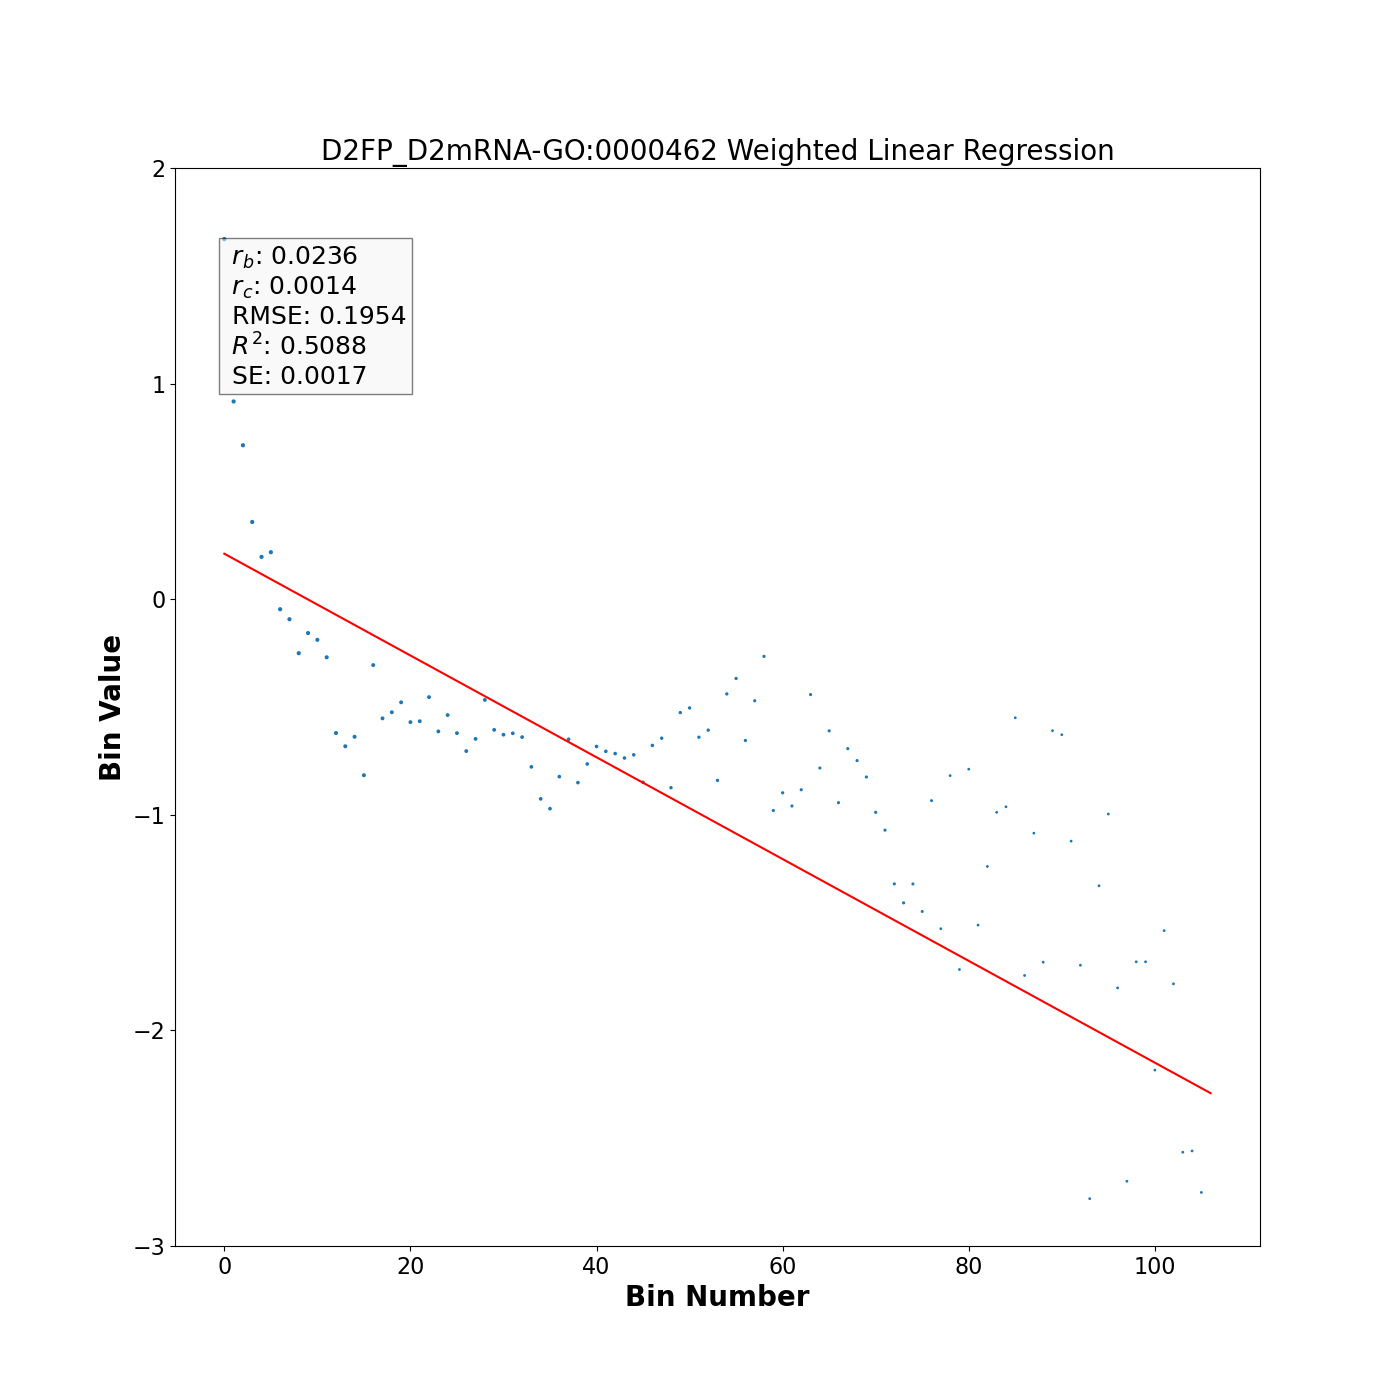 D2FP_D2mRNA-GO:0000462 Weighted Linear Regression
2
1
0
−1
−2
−3
r_b: 0.0236
r_c: 0.0014
RMSE: 0.1954
R²: 0.5088
SE: 0.0017
Bin Value
0 20 40 60 80 100
Bin Number